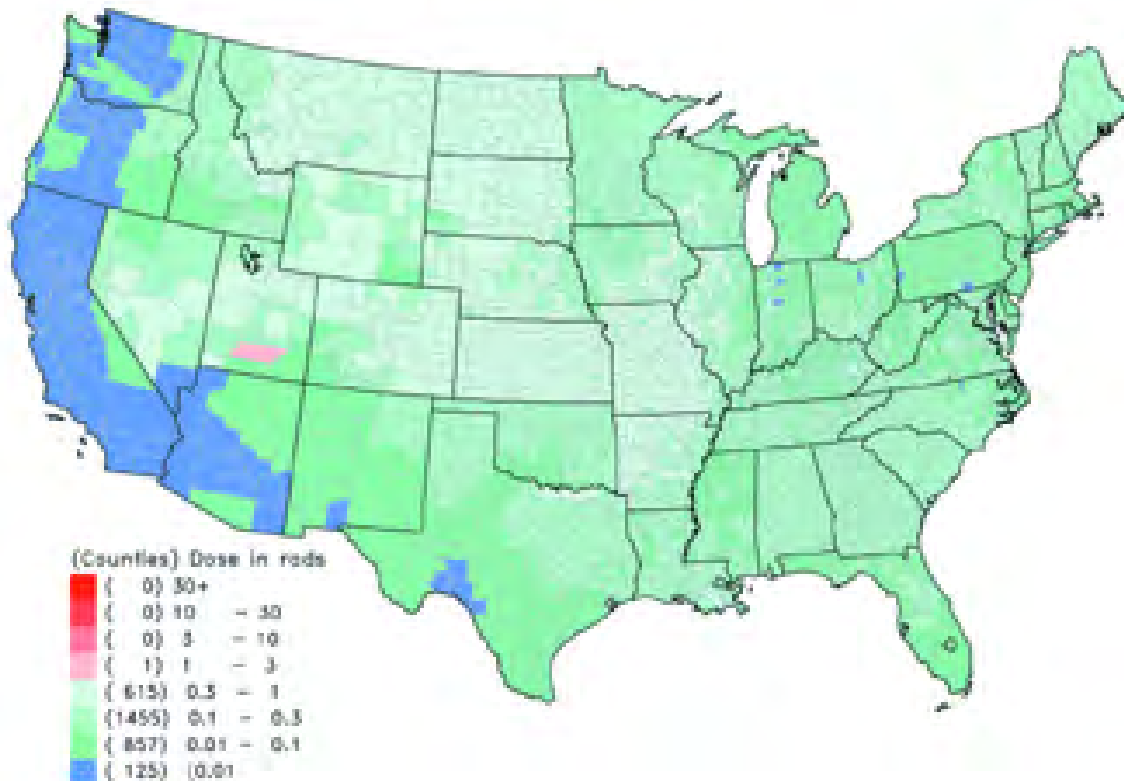 (Counties) Dose in rads
( 0) 30+
( 0) 10 - 30
( 0) 3 - 10
( 1) 1 - 3
( 615) 0.3 - 1
(1455) 0.1 - 0.3
( 857) 0.01 - 0.1
( 125) (0.01